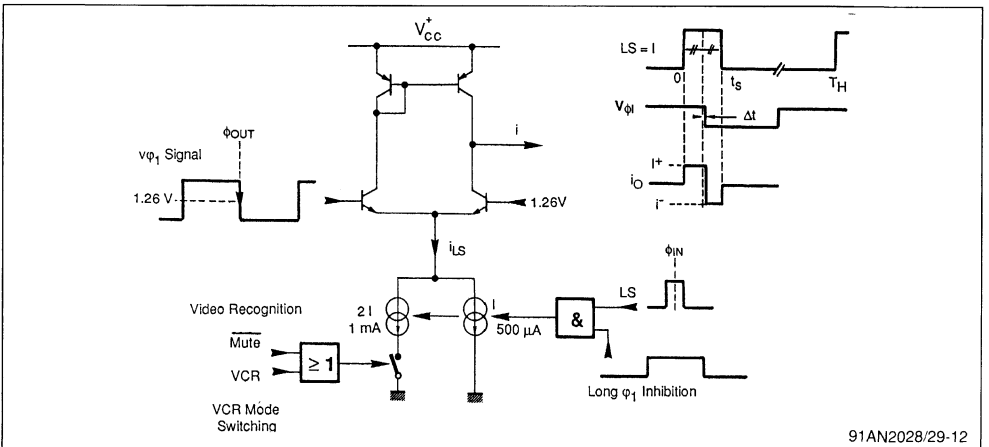 V+CC
LS = I
0
tS
TH
VϕI
Δt
I+
iO
i-
ϕOUT
vφ1 Signal
1.26 V
i
1.26V
iLS
ϕIN
LS
Video Recognition
Mute
VCR
≥ 1
2 I
1 mA
I
500 μA
&
Long φ1 Inhibition
VCR Mode
Switching
91AN2028/29-12